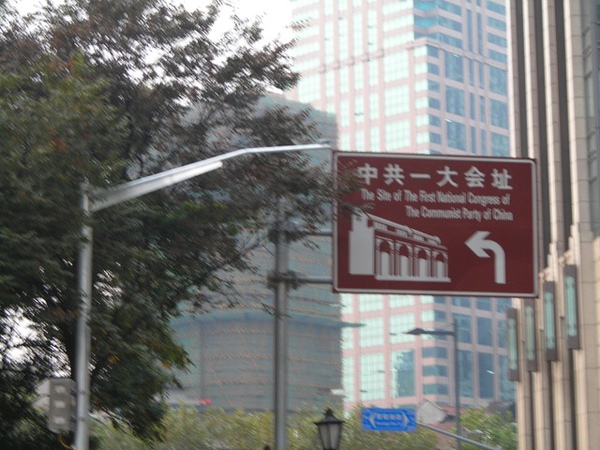 中共一大会址
The Site of The First National Congress of
The Communist Party of China